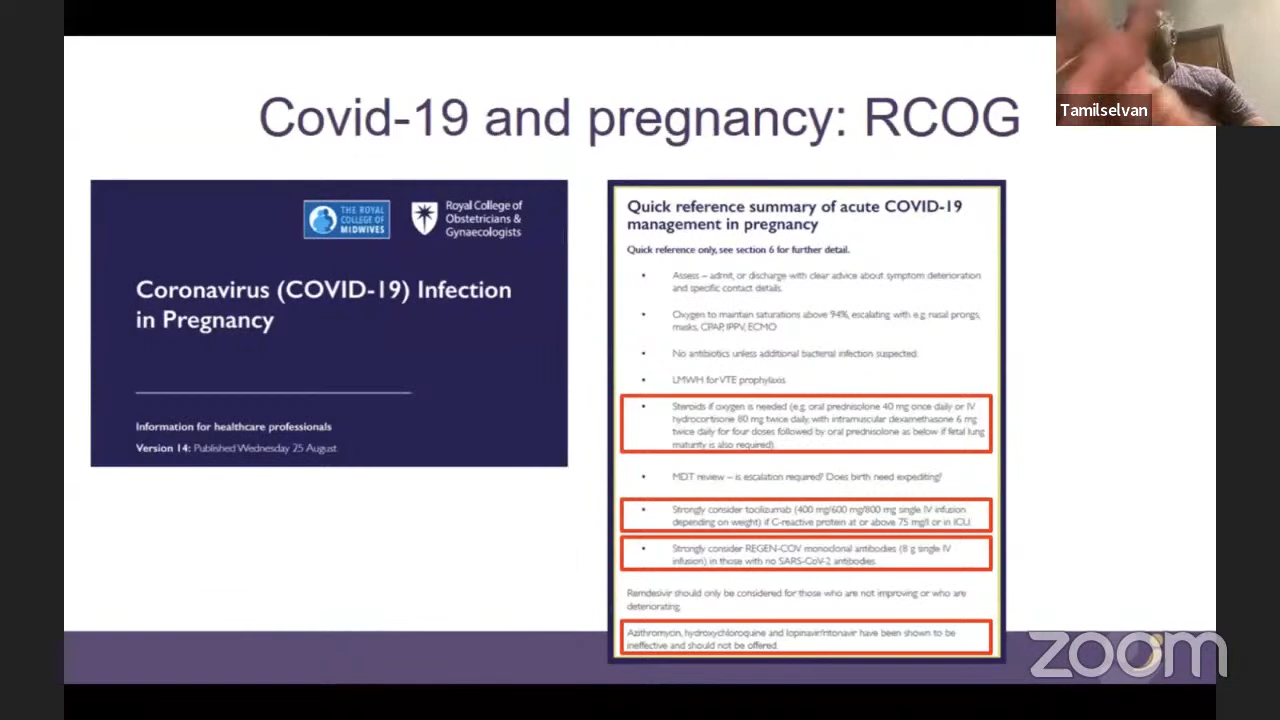 Covid-19 and pregnancy: RCOG
Tamilselvan
THE ROYAL
COLLEGE OF
MIDWIVES
Royal College of
Obstetricians &
Gynaecologists
Coronavirus (COVID-19) Infection
in Pregnancy
Information for healthcare professionals
Version 14: Published Wednesday 25 August
Quick reference summary of acute COVID-19
management in pregnancy
Quick reference only, see section 6 for further detail.
• Assess – admit, or discharge with clear advice about symptom deterioration
and specific contact details.
• Oxygen to maintain saturations above 94%, escalating with e.g. nasal prongs,
masks, CPAP, IPPV, ECMO
• No antibiotics unless additional bacterial infection suspected.
• LMWH for VTE prophylaxis
• Steroids if oxygen is needed (e.g. oral prednisolone 40 mg once daily or IV
hydrocortisone 80 mg twice daily, with intramuscular dexamethasone 6 mg
twice daily for four doses followed by oral prednisolone as below if fetal lung
maturity is also required).
• MDT review – is escalation required? Does birth need expediting?
• Strongly consider tocilizumab (400 mg/600 mg/800 mg single IV infusion
depending on weight) if C-reactive protein at or above 75 mg/l or in ICU.
• Strongly consider REGEN-COV monoclonal antibodies (8 g single IV
infusion) in those with no SARS-CoV-2 antibodies.
Remdesivir should only be considered for those who are not improving or who are
deteriorating.
Azithromycin, hydroxychloroquine and lopinavir/ritonavir have been shown to be
ineffective and should not be offered.
zoom